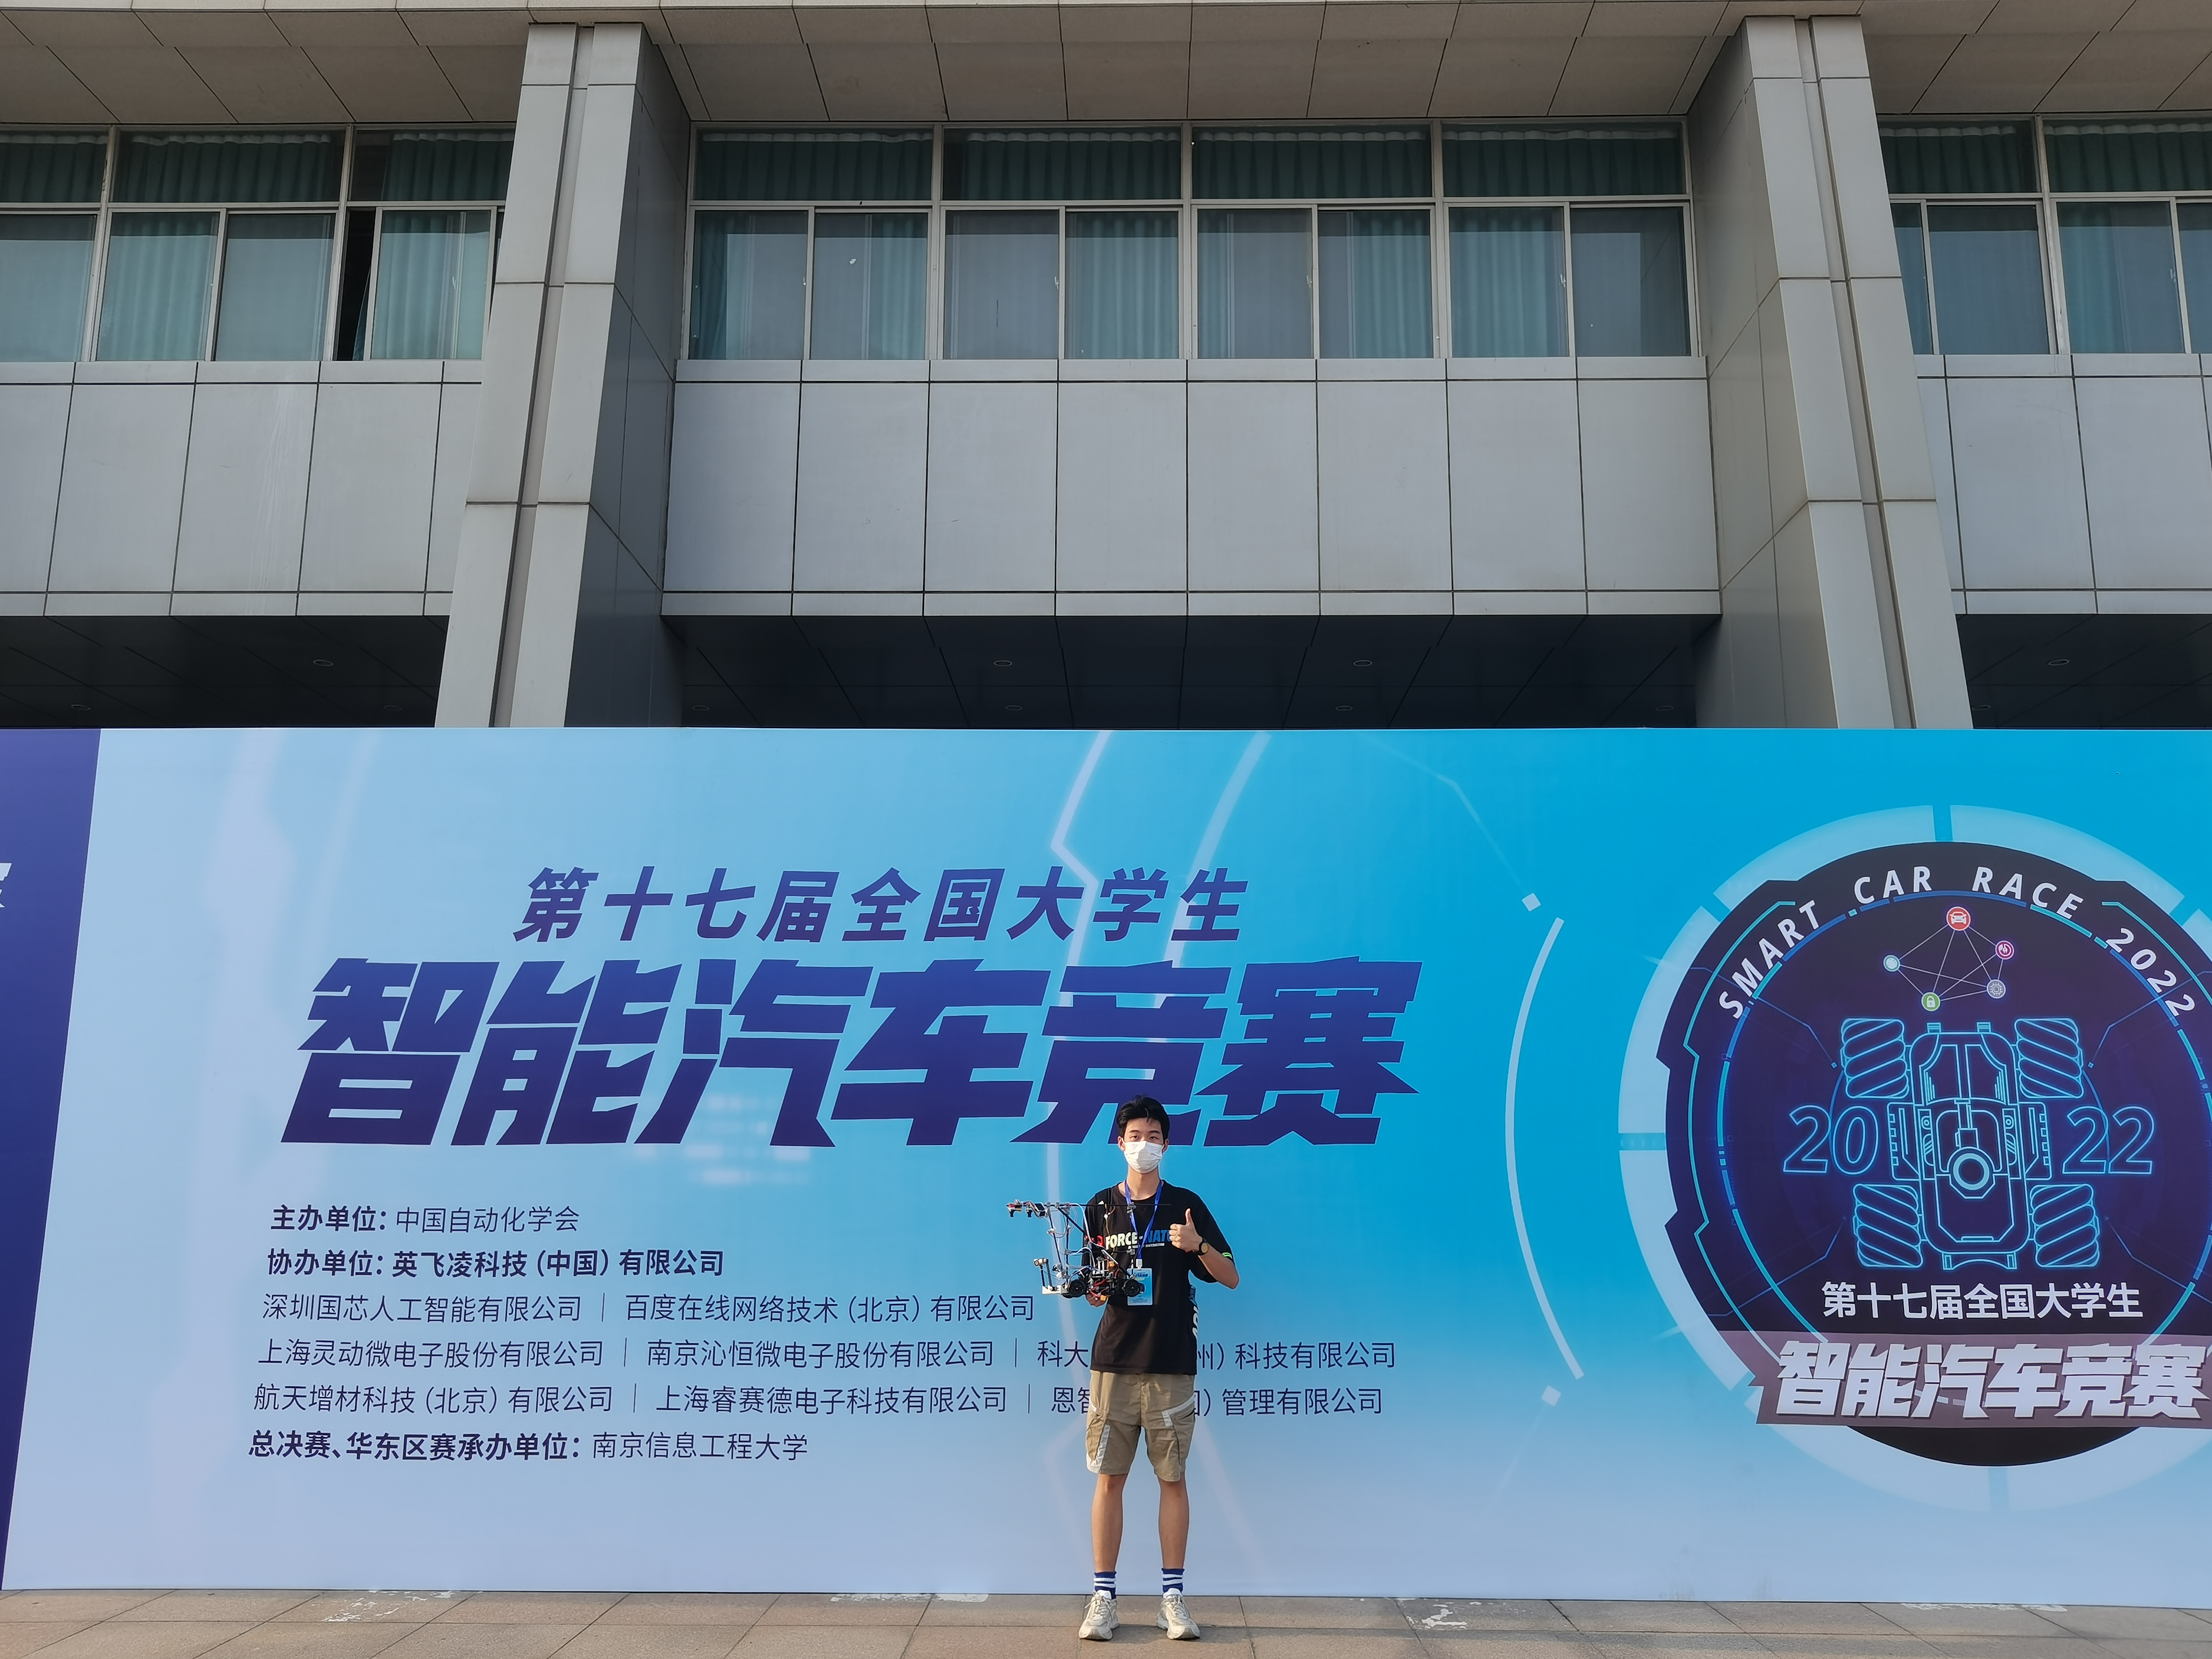 第十七届全国大学生
智能汽车竞赛
主办单位：中国自动化学会
协办单位：英飞凌科技（中国）有限公司
深圳国芯人工智能有限公司｜百度在线网络技术（北京）有限公司
上海灵动微电子股份有限公司｜南京沁恒微电子股份有限公司｜科大 州）科技有限公司
航天增材科技（北京）有限公司｜上海睿赛德电子科技有限公司｜恩智 管理有限公司
总决赛、华东区赛承办单位：南京信息工程大学
FORCE
SMART CAR RACE 2022
20 22
第十七届全国大学生
智能汽车竞赛